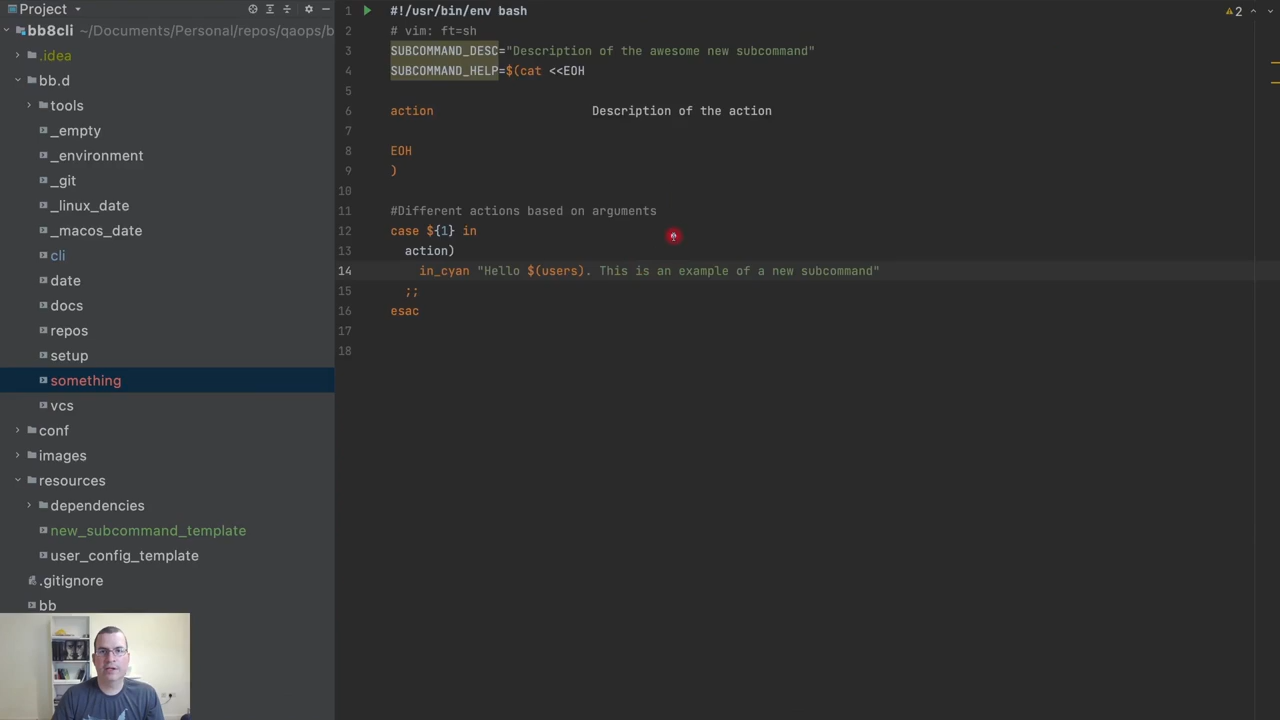 Project
bb8cli ~/Documents/Personal/repos/qaops/b
.idea
bb.d
tools
_empty
_environment
_git
_linux_date
_macos_date
cli
date
docs
repos
setup
something
vcs
conf
images
resources
dependencies
new_subcommand_template
user_config_template
.gitignore
bb
2
1 #!/usr/bin/env bash
2 # vim: ft=sh
3 SUBCOMMAND_DESC="Description of the awesome new subcommand"
4 SUBCOMMAND_HELP=$(cat <<EOH
5
6 action Description of the action
7
8 EOH
9 )
10
11 #Different actions based on arguments
12 case ${1} in
13 action)
14 in_cyan "Hello $(users). This is an example of a new subcommand"
15 ;;
16 esac
17
18